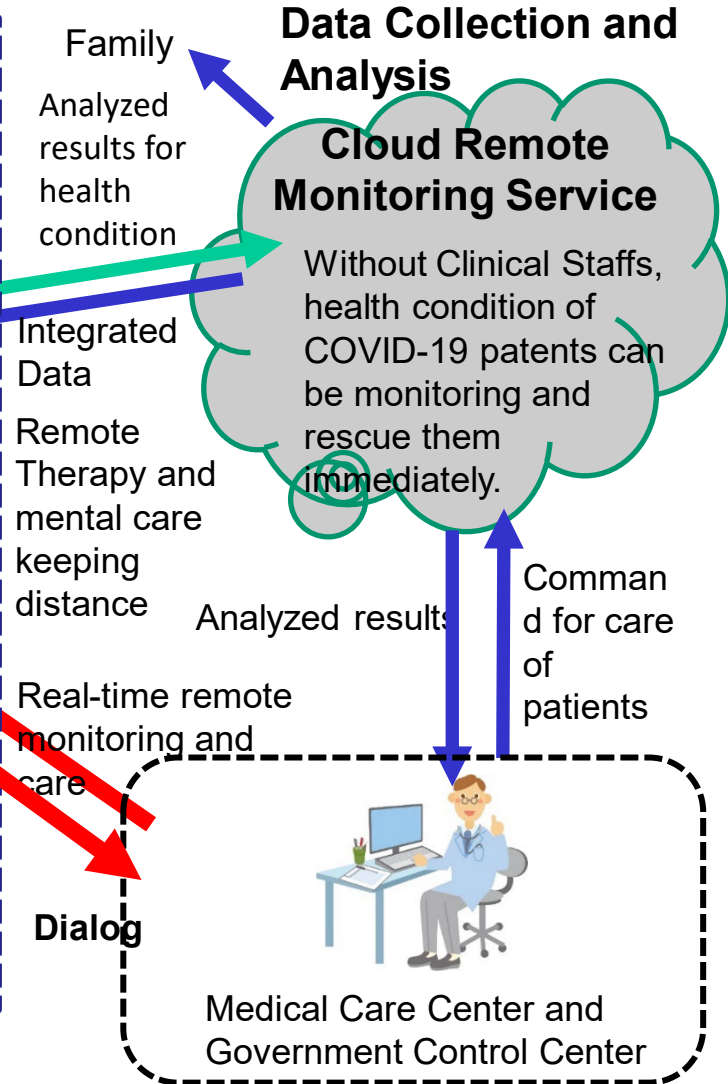 Data Collection and
Analysis
Family
Analyzed
results for
health
condition
Cloud Remote
Monitoring Service
Without Clinical Staffs,
health condition of
COVID-19 patents can
be monitoring and
rescue them
immediately.
Integrated
Data
Remote
Therapy and
mental care
keeping
distance
Analyzed results
Comman
d for care
of
patients
Real-time remote
monitoring and
care
Dialog
Medical Care Center and
Government Control Center